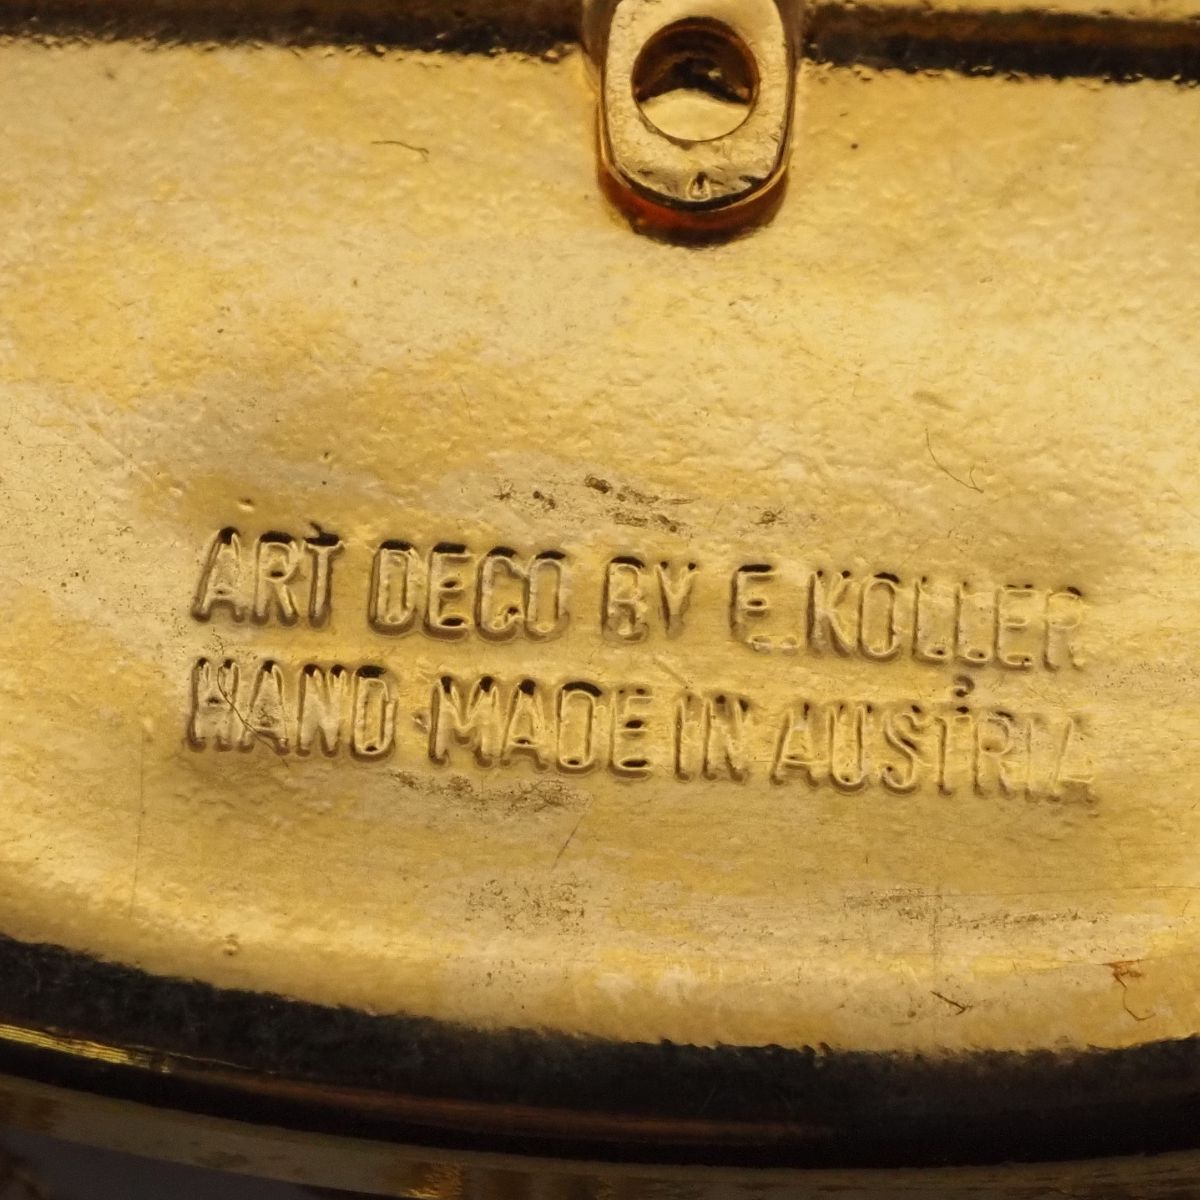 ART DECO BY E. KOLLER
HAND MADE IN AUSTRIA